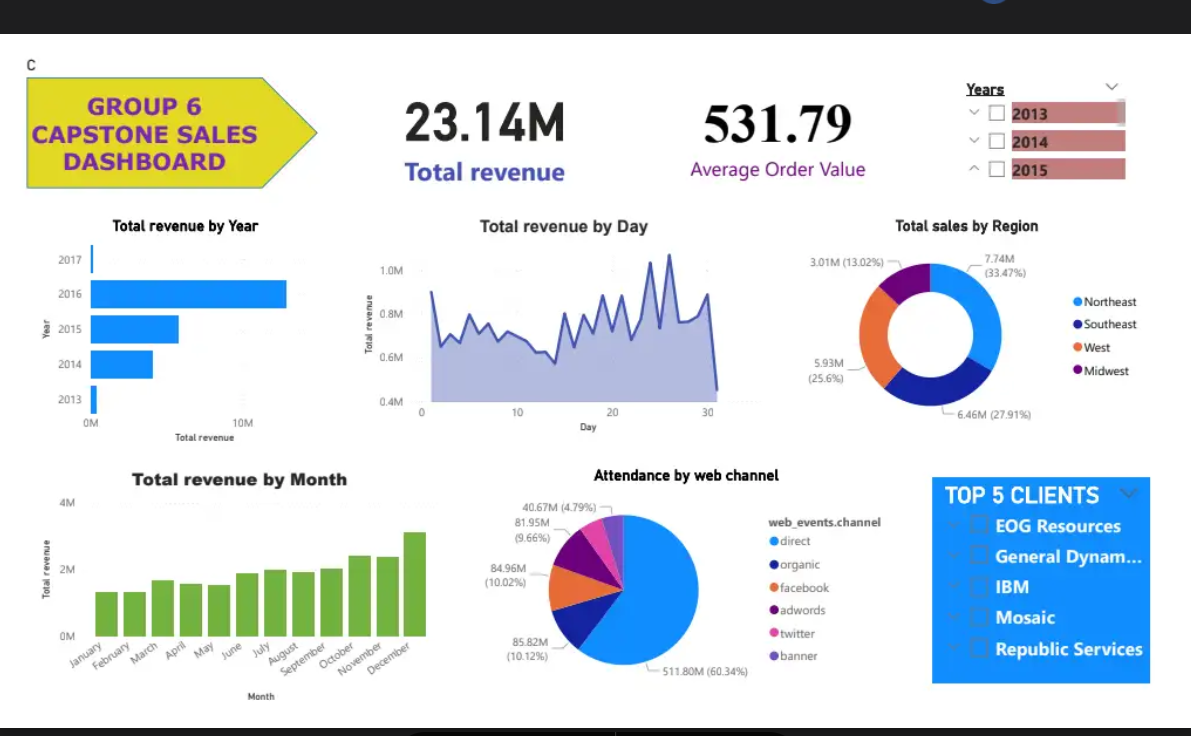 C
GROUP 6
CAPSTONE SALES
DASHBOARD
23.14M
Total revenue
531.79
Average Order Value
Years
2013
2014
2015
Total revenue by Year
Year
2017
2016
2015
2014
2013
0M
10M
Total revenue
Total revenue by Day
Total revenue
1.0M
0.8M
0.6M
0.4M
0
10
20
30
Day
Total sales by Region
3.01M (13.02%)
7.74M
(33.47%)
5.93M
(25.6%)
6.46M (27.91%)
Northeast
Southeast
West
Midwest
Total revenue by Month
Total revenue
4M
2M
0M
January
February
March
April
May
June
July
August
September
October
November
December
Month
Attendance by web channel
40.67M (4.79%)
81.95M
(9.66%)
84.96M
(10.02%)
85.82M
(10.12%)
511.80M (60.34%)
web_events.channel
direct
organic
facebook
adwords
twitter
banner
TOP 5 CLIENTS
EOG Resources
General Dynam...
IBM
Mosaic
Republic Services